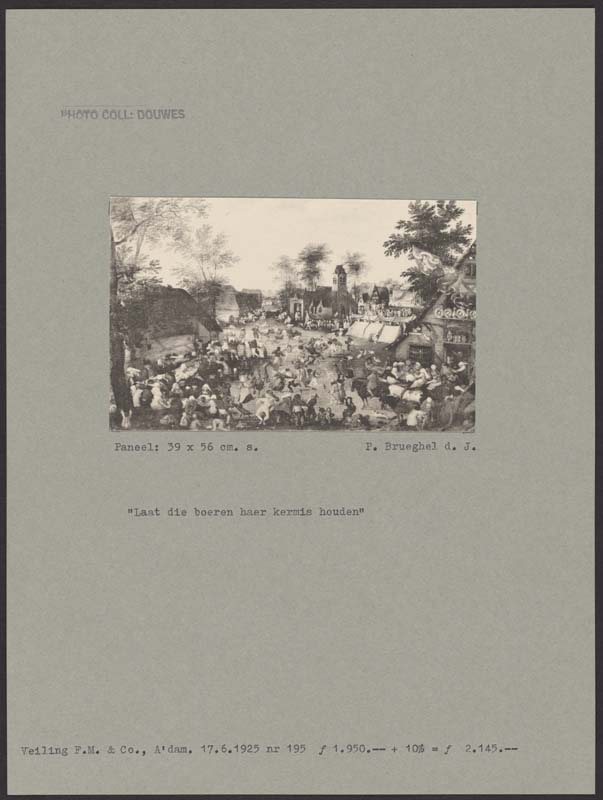 PHOTO COLL: DOUWES
Paneel: 39 x 56 cm. s.
P. Brueghel d. J.
"Laat die boeren haer kermis houden"
Veiling F.M. & Co., A'dam. 17.6.1925 nr 195 ƒ 1.950.-- + 10% = ƒ 2.145.--